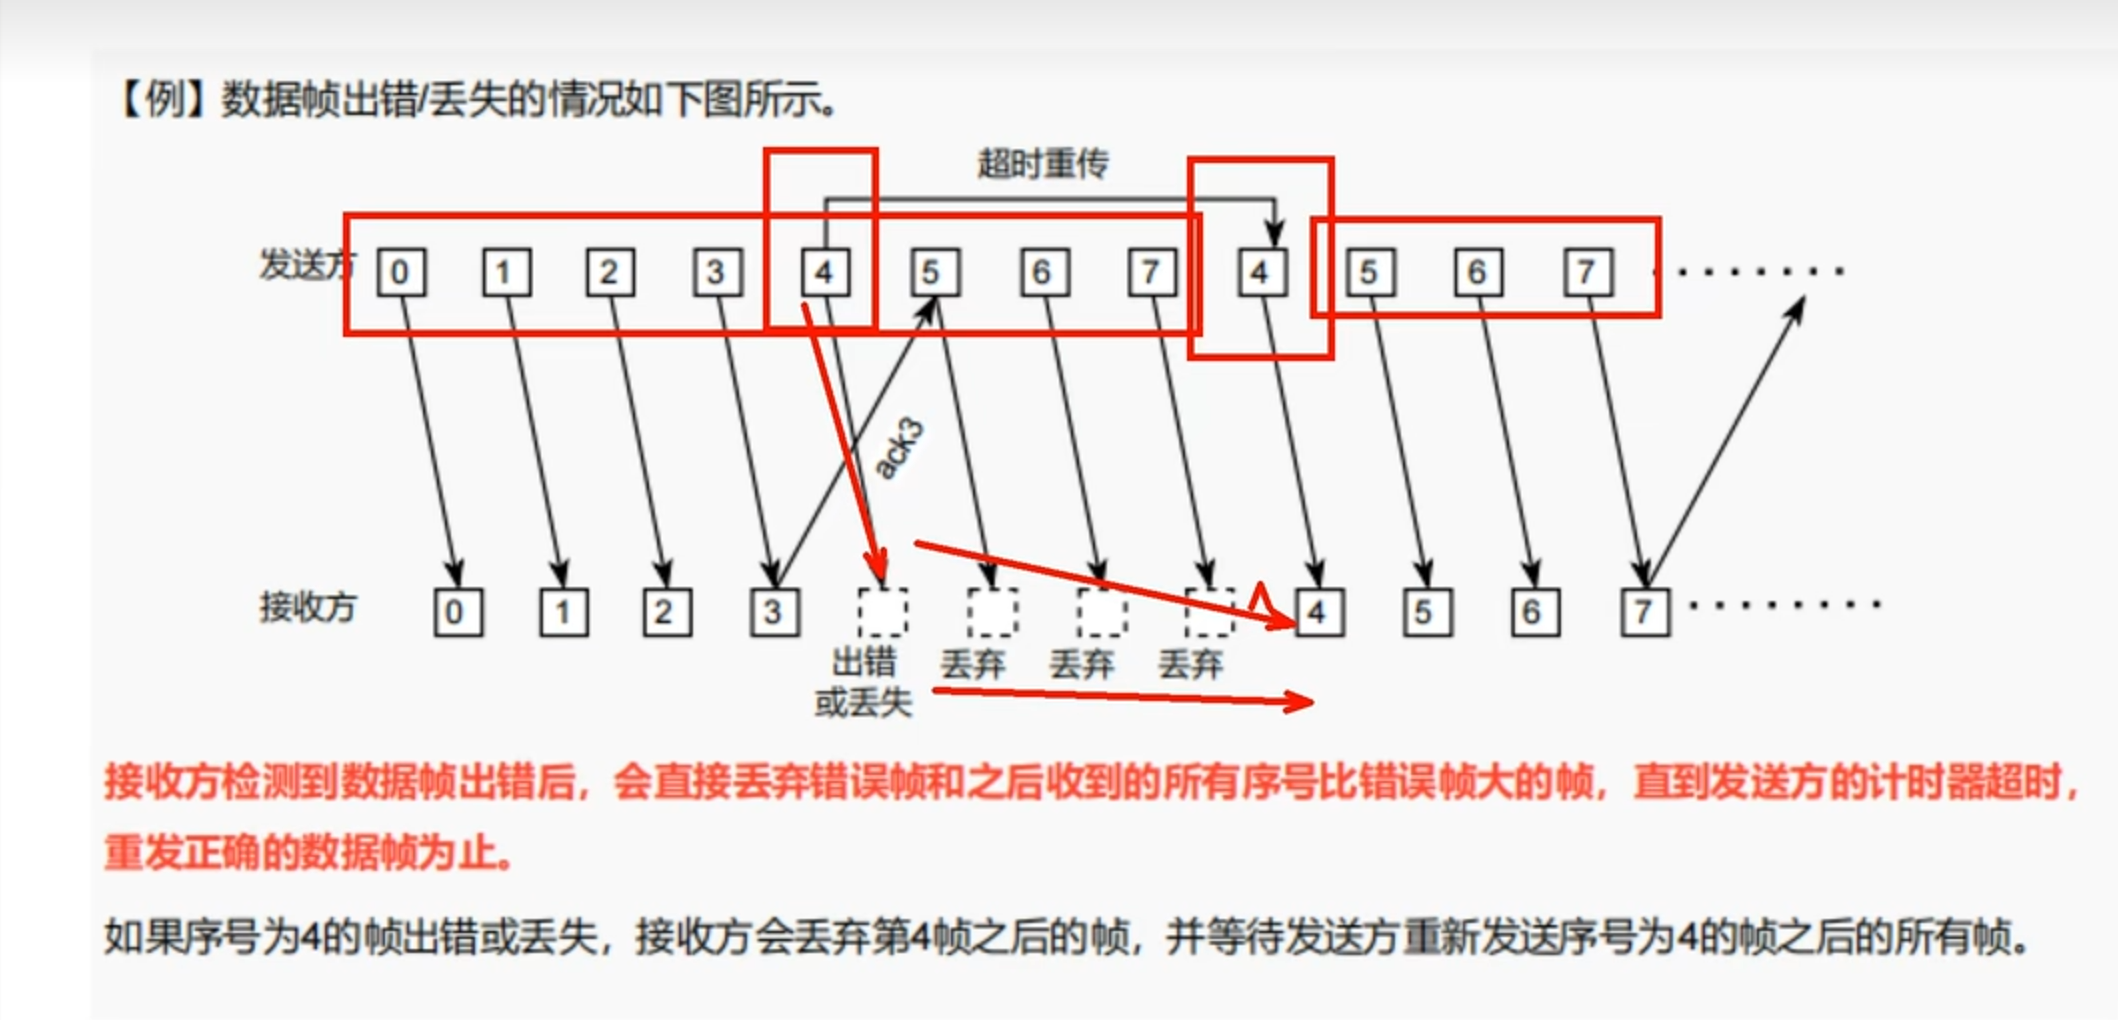 【例】数据帧出错/丢失的情况如下图所示。
超时重传
发送方 0 1 2 3 4 5 6 7 4 5 6 7 ·······
ack3
接收方 0 1 2 3 4 5 6 7 ········
出错 丢弃 丢弃 丢弃
或丢失
接收方检测到数据帧出错后，会直接丢弃错误帧和之后收到的所有序号比错误帧大的帧，直到发送方的计时器超时，
重发正确的数据帧为止。
如果序号为4的帧出错或丢失，接收方会丢弃第4帧之后的帧，并等待发送方重新发送序号为4的帧之后的所有帧。